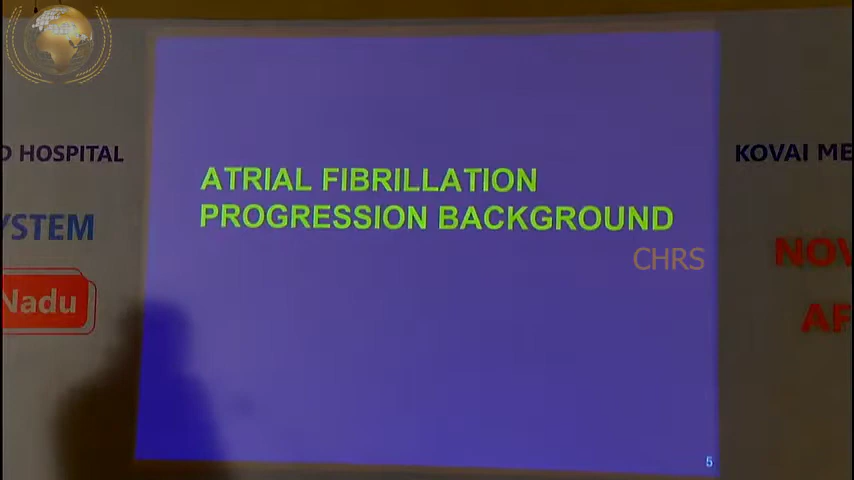 D HOSPITAL
YSTEM
Nadu
ATRIAL FIBRILLATION
PROGRESSION BACKGROUND
CHRS
5
KOVAI ME
NOV
AF